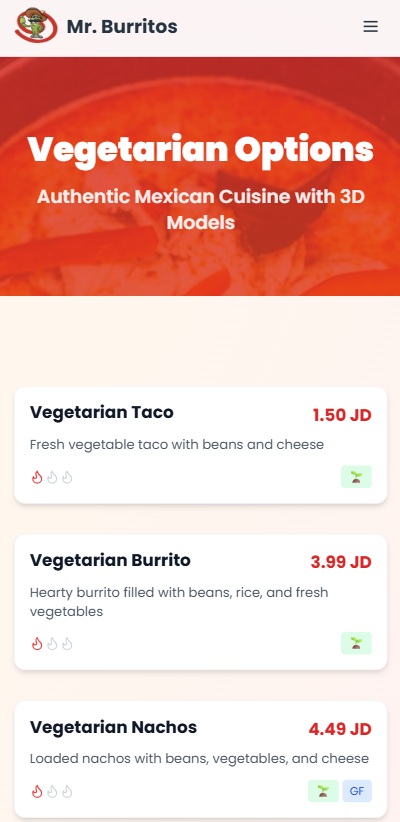 Mr. Burritos
Vegetarian Options
Authentic Mexican Cuisine with 3D
Models
Vegetarian Taco
1.50 JD
Fresh vegetable taco with beans and cheese
Vegetarian Burrito
3.99 JD
Hearty burrito filled with beans, rice, and fresh
vegetables
Vegetarian Nachos
4.49 JD
Loaded nachos with beans, vegetables, and cheese
GF